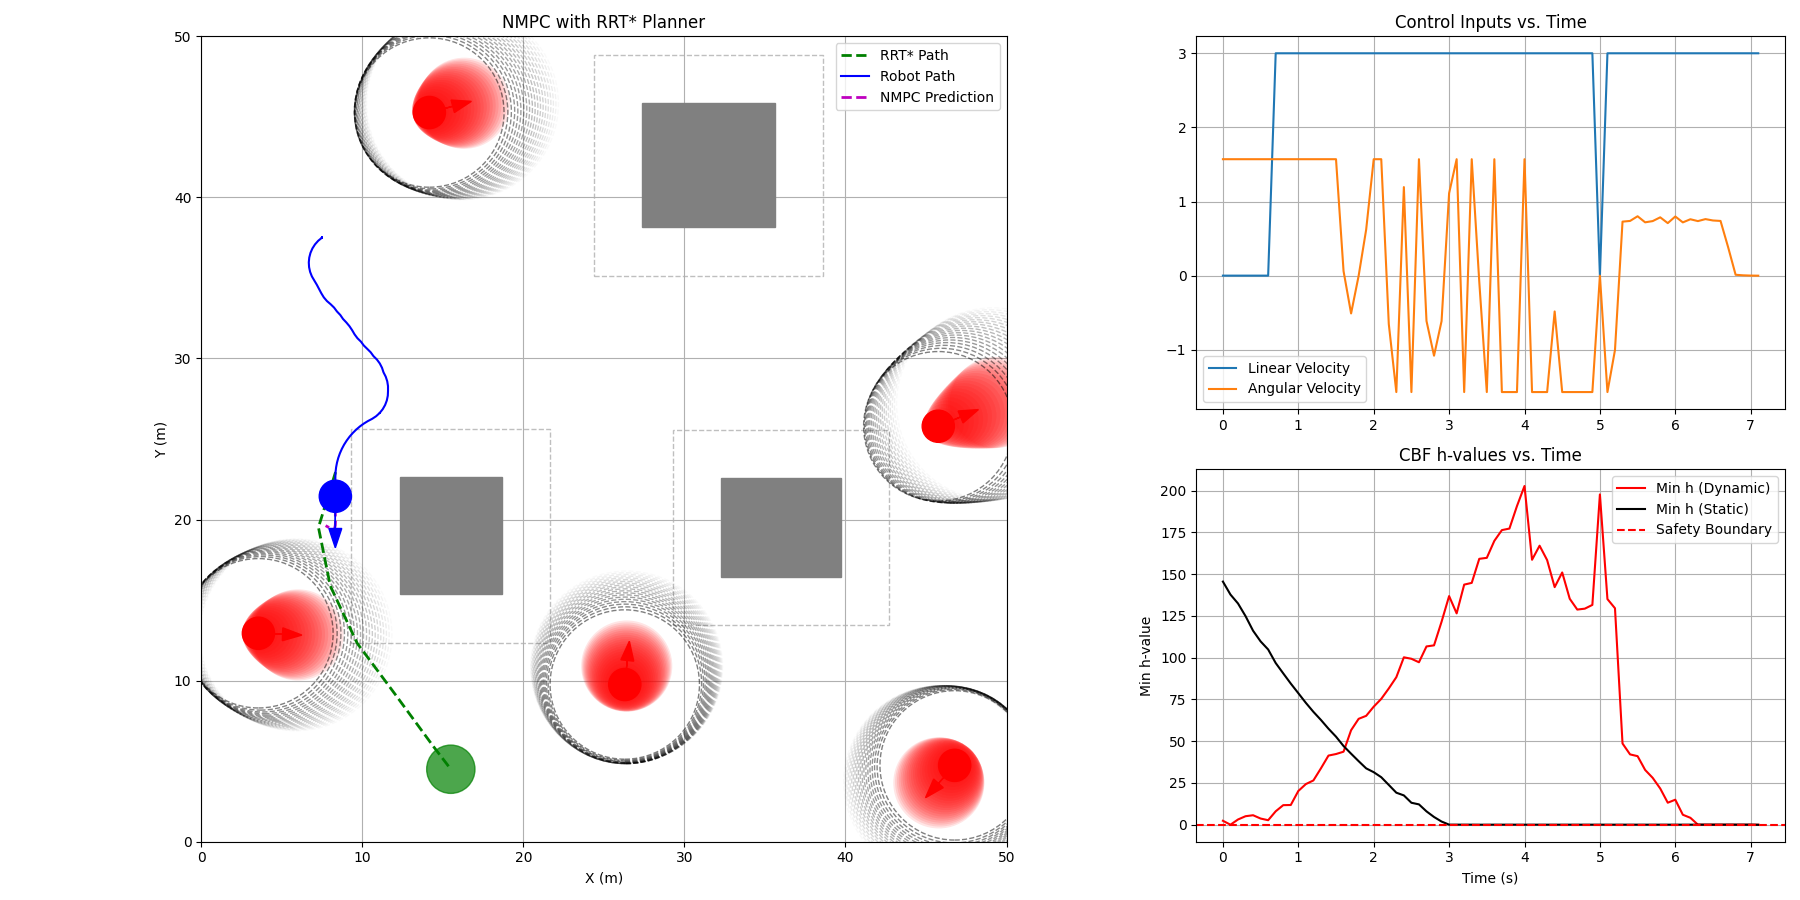 NMPC with RRT* Planner
RRT* Path
Robot Path
NMPC Prediction
50
40
30
20
10
0
Y (m)
0 10 20 30 40 50
X (m)
Control Inputs vs. Time
3
2
1
0
−1
Linear Velocity
Angular Velocity
0 1 2 3 4 5 6 7
CBF h-values vs. Time
Min h (Dynamic)
Min h (Static)
Safety Boundary
200
175
150
125
100
75
50
25
0
Min h-value
0 1 2 3 4 5 6 7
Time (s)